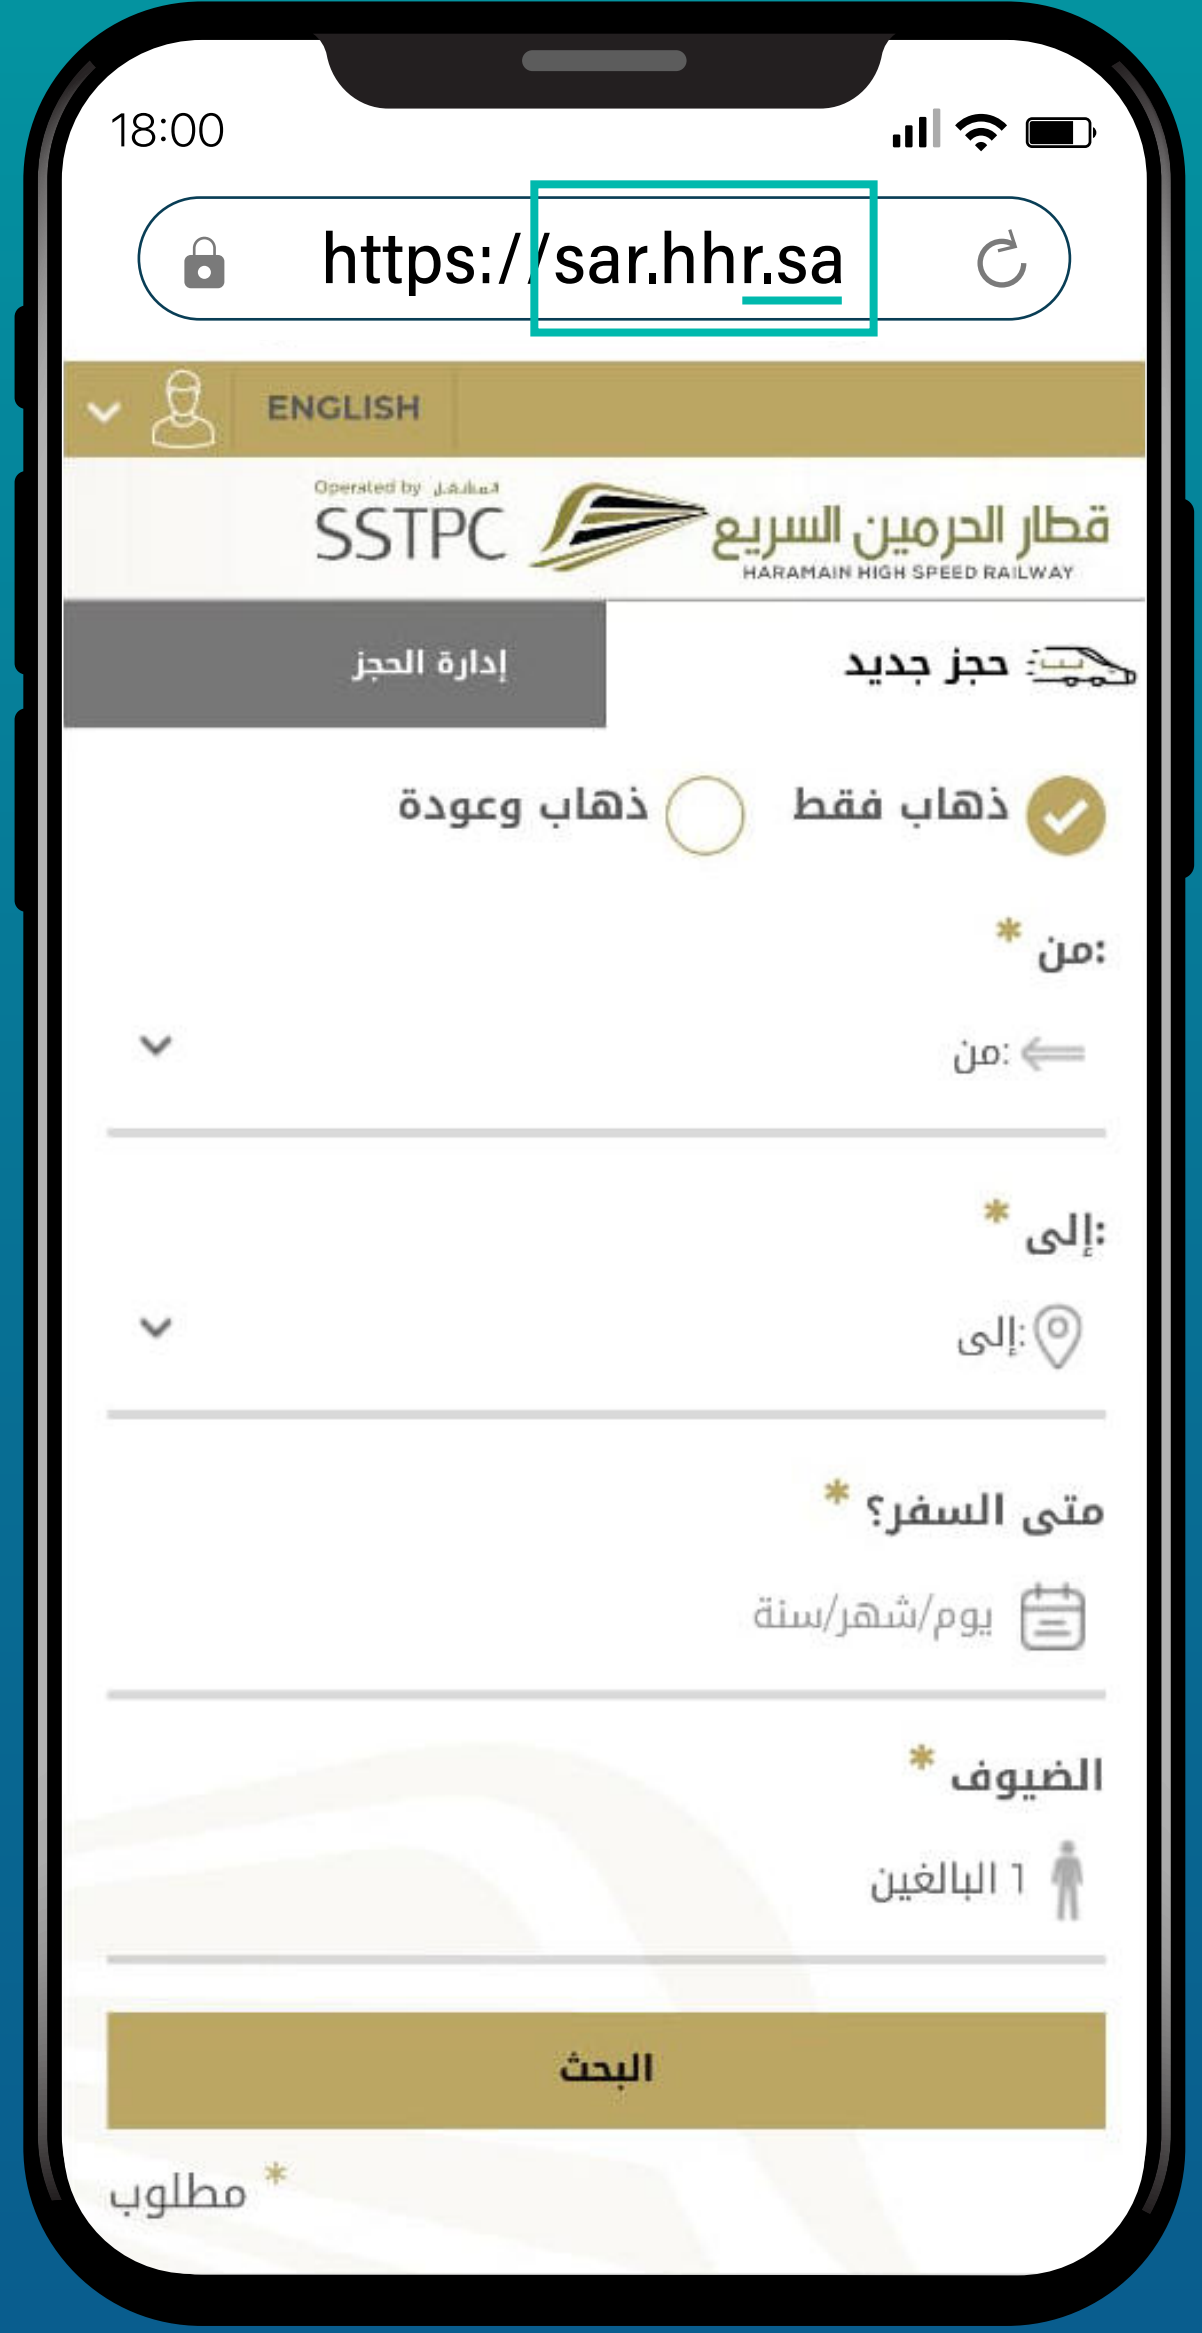 18:00
https://sar.hhr.sa
ENGLISH
قطار الحرمين السريع
HARAMAIN HIGH SPEED RAILWAY
Operated by المشغل
SSTPC
حجز جديد
إدارة الحجز
ذهاب فقط
ذهاب وعودة
من: *
من:
إلى: *
إلى:
متى السفر؟ *
يوم/شهر/سنة
الضيوف *
1 البالغين
البحث
* مطلوب